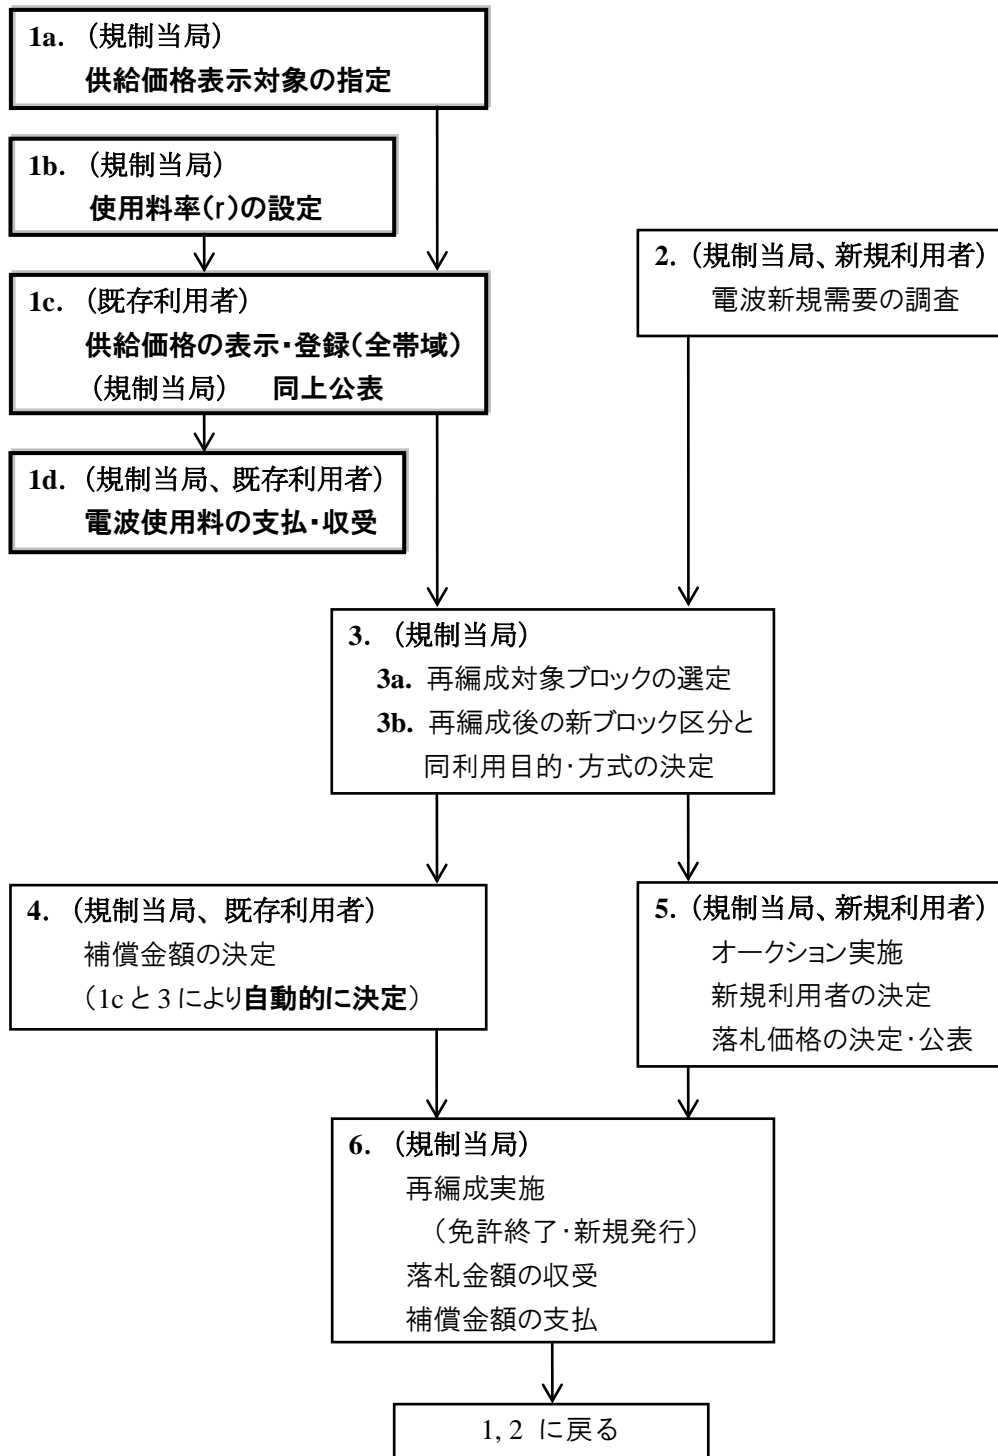 1a. (規制当局)
供給価格表示対象の指定
1b. (規制当局)
使用料率(r)の設定
1c. (既存利用者)
供給価格の表示・登録(全帯域)
(規制当局) 同上公表
1d. (規制当局、既存利用者)
電波使用料の支払・収受
2. (規制当局、新規利用者)
電波新規需要の調査
3. (規制当局)
3a. 再編成対象ブロックの選定
3b. 再編成後の新ブロック区分と
同利用目的・方式の決定
4. (規制当局、既存利用者)
補償金額の決定
(1c と 3 により自動的に決定)
5. (規制当局、新規利用者)
オークション実施
新規利用者の決定
落札価格の決定・公表
6. (規制当局)
再編成実施
(免許終了・新規発行)
落札金額の収受
補償金額の支払
1, 2 に戻る